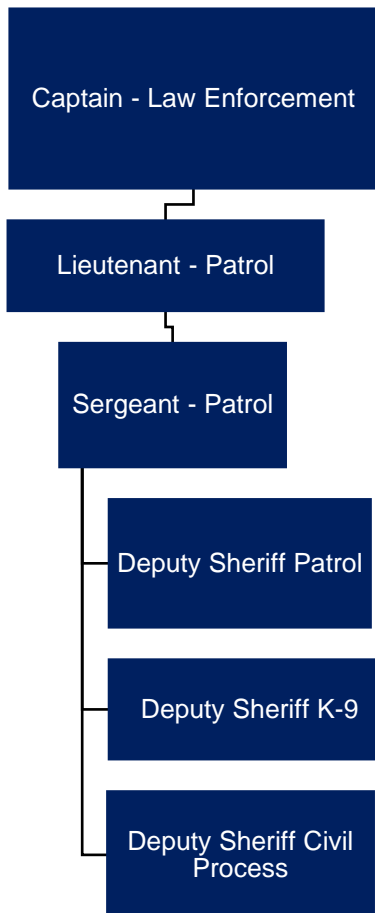 Captain - Law Enforcement
Lieutenant - Patrol
Sergeant - Patrol
Deputy Sheriff Patrol
Deputy Sheriff K-9
Deputy Sheriff Civil
Process